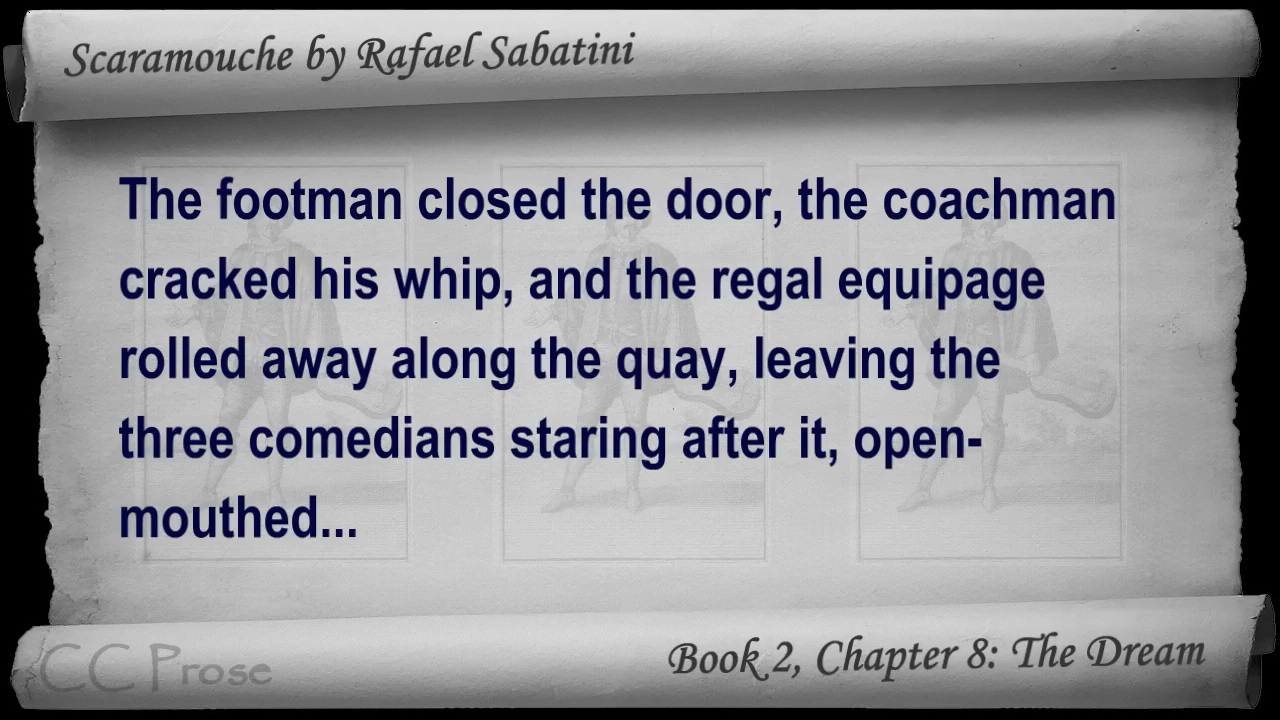 Scaramouche by Rafael Sabatini
The footman closed the door, the coachman
cracked his whip, and the regal equipage
rolled away along the quay, leaving the
three comedians staring after it, open-
mouthed...
CC Prose
Book 2, Chapter 8: The Dream